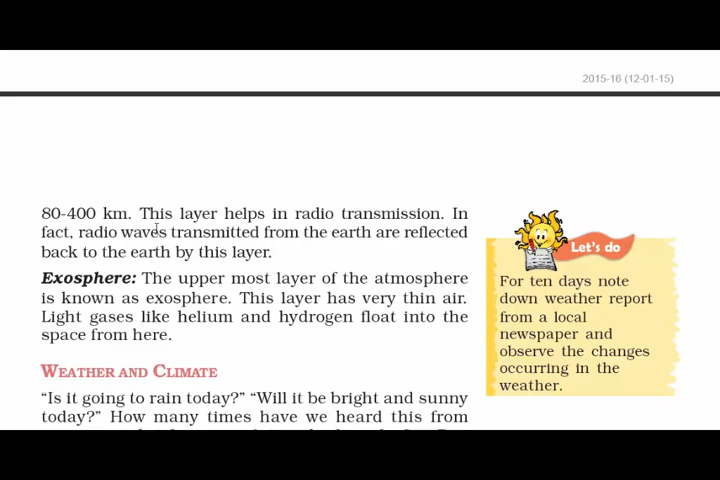 2015-16 (12-01-15)
80-400 km. This layer helps in radio transmission. In
fact, radio waves transmitted from the earth are reflected
back to the earth by this layer.
Exosphere: The upper most layer of the atmosphere
is known as exosphere. This layer has very thin air.
Light gases like helium and hydrogen float into the
space from here.
WEATHER AND CLIMATE
“Is it going to rain today?” “Will it be bright and sunny
today?” How many times have we heard this from
Let's do
For ten days note
down weather report
from a local
newspaper and
observe the changes
occurring in the
weather.